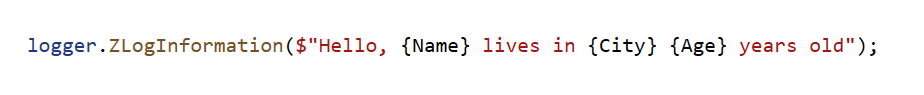 logger.ZLogInformation($"Hello, {Name} lives in {City} {Age} years old");